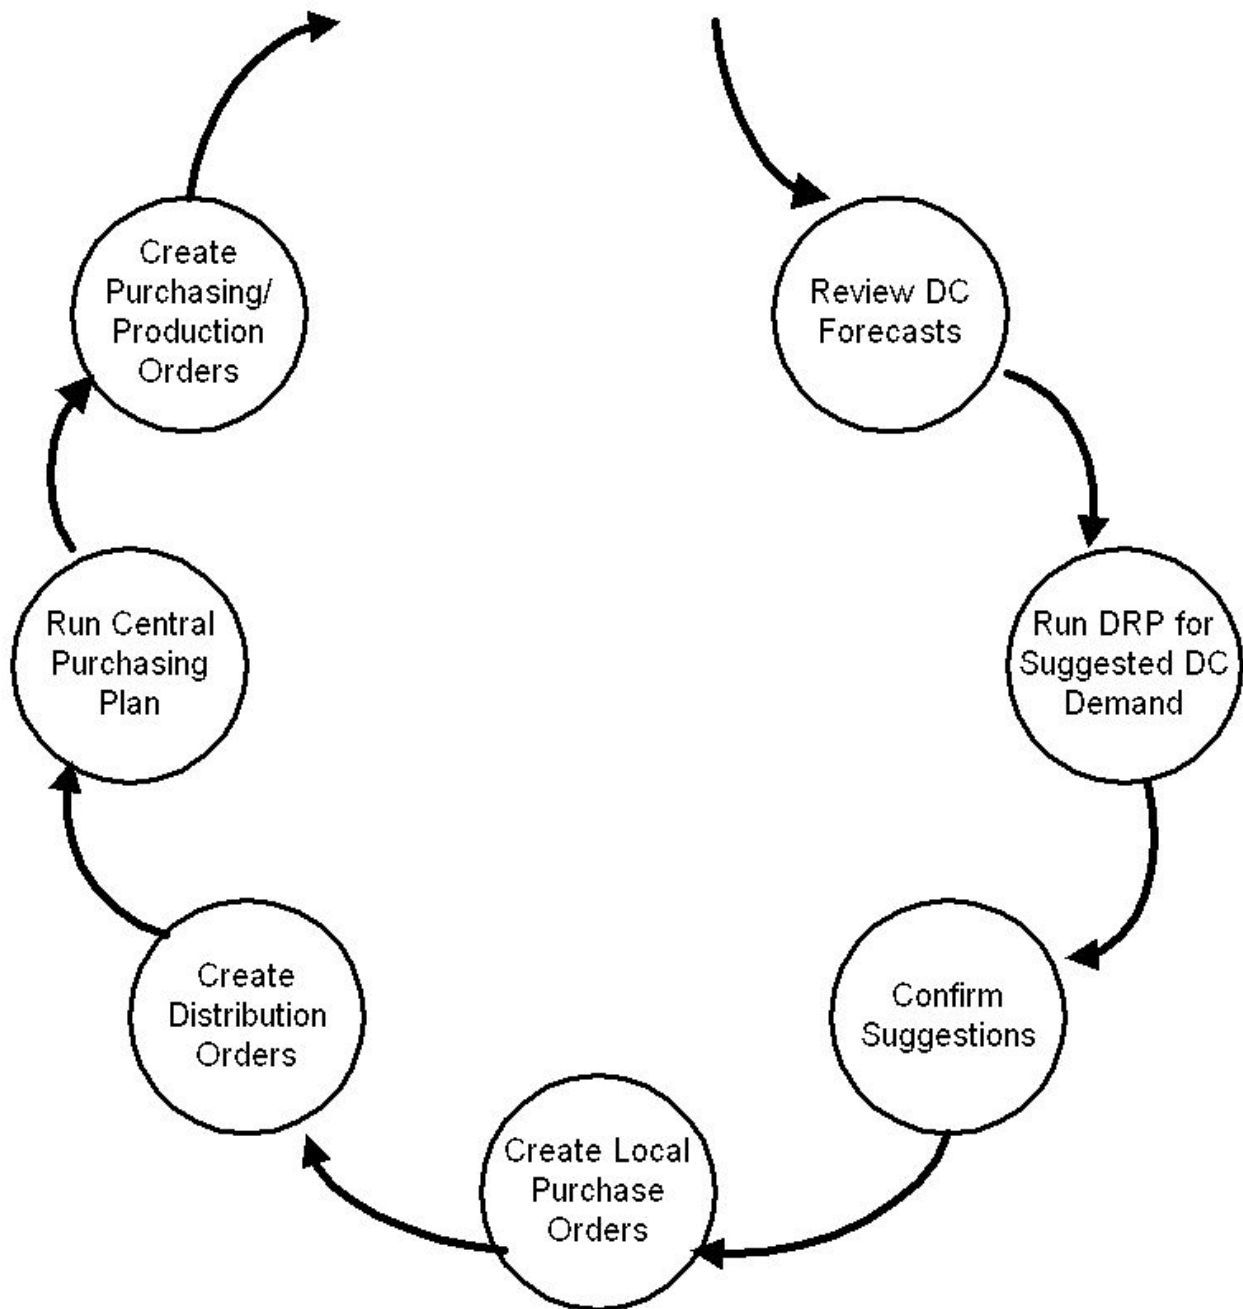 Create
Purchasing/
Production
Orders
Review DC
Forecasts
Run Central
Purchasing
Plan
Run DRP for
Suggested DC
Demand
Create
Distribution
Orders
Confirm
Suggestions
Create Local
Purchase
Orders